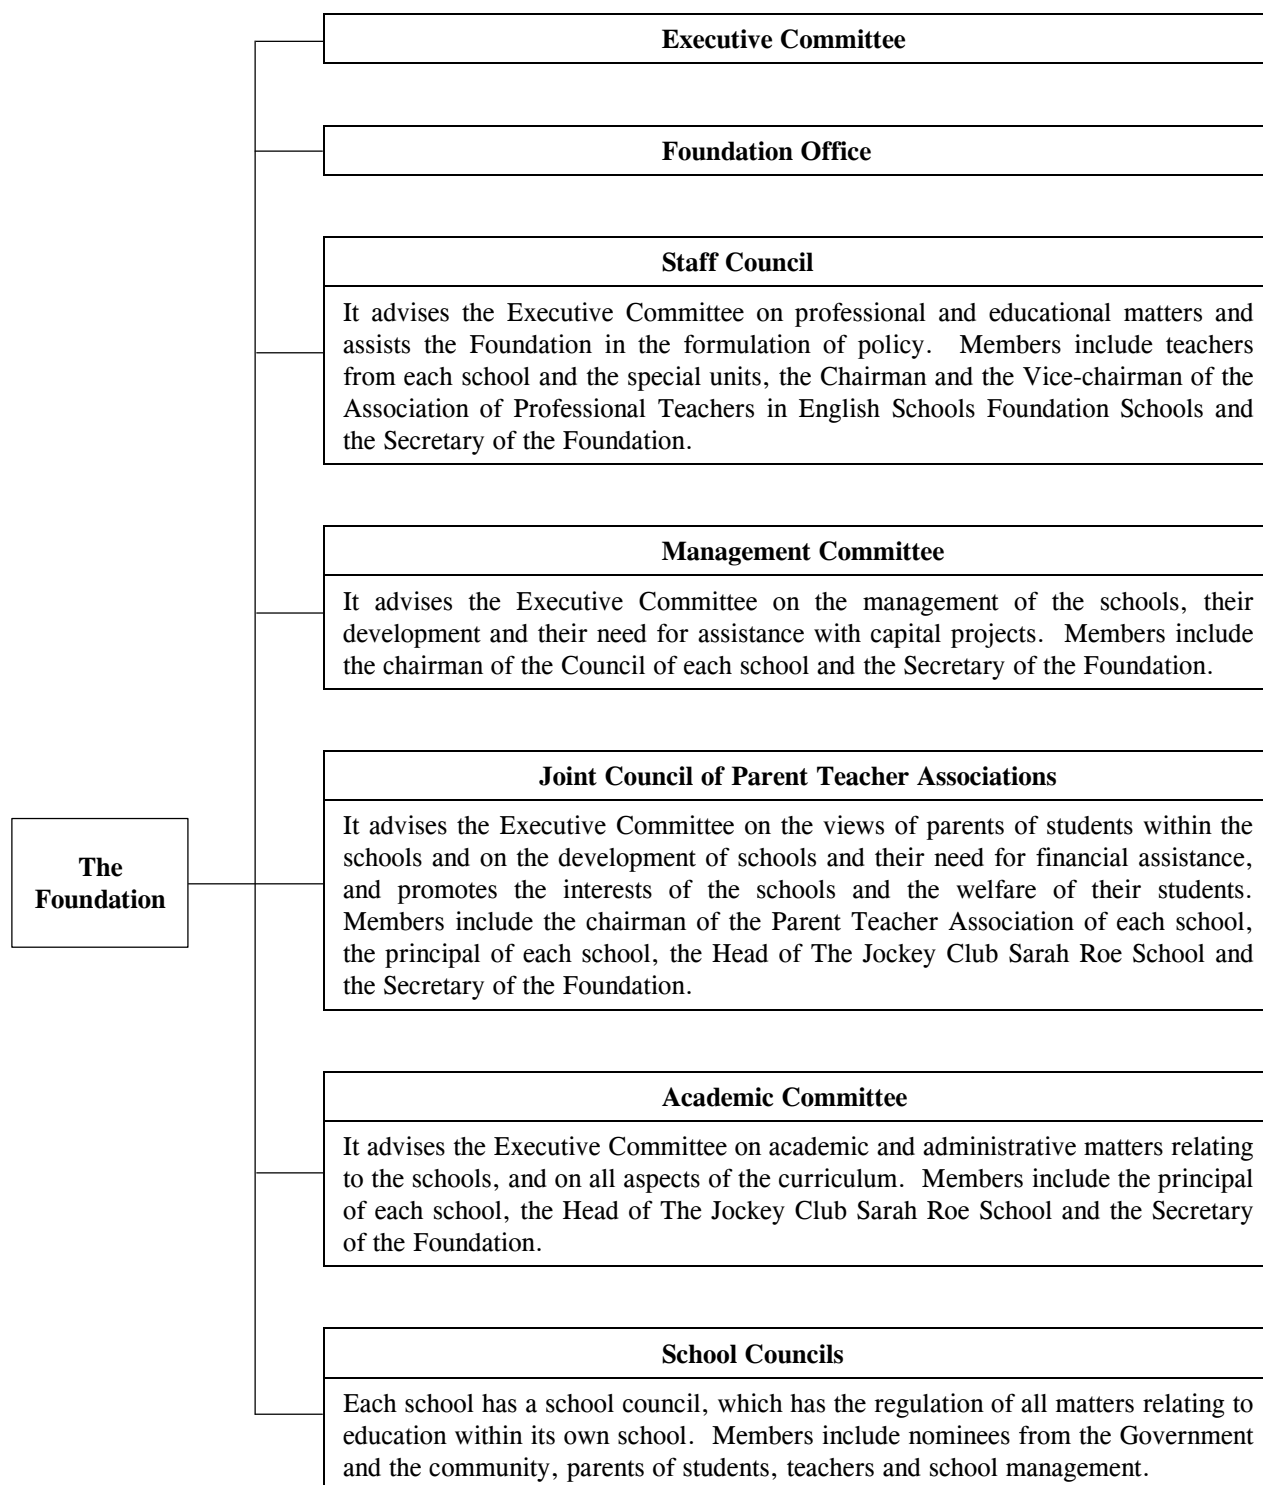 Executive Committee
Foundation Office
Staff Council
It advises the Executive Committee on professional and educational matters and
assists the Foundation in the formulation of policy. Members include teachers
from each school and the special units, the Chairman and the Vice-chairman of the
Association of Professional Teachers in English Schools Foundation Schools and
the Secretary of the Foundation.
Management Committee
It advises the Executive Committee on the management of the schools, their
development and their need for assistance with capital projects. Members include
the chairman of the Council of each school and the Secretary of the Foundation.
The
Foundation
Joint Council of Parent Teacher Associations
It advises the Executive Committee on the views of parents of students within the
schools and on the development of schools and their need for financial assistance,
and promotes the interests of the schools and the welfare of their students.
Members include the chairman of the Parent Teacher Association of each school,
the principal of each school, the Head of The Jockey Club Sarah Roe School and
the Secretary of the Foundation.
Academic Committee
It advises the Executive Committee on academic and administrative matters relating
to the schools, and on all aspects of the curriculum. Members include the principal
of each school, the Head of The Jockey Club Sarah Roe School and the Secretary
of the Foundation.
School Councils
Each school has a school council, which has the regulation of all matters relating to
education within its own school. Members include nominees from the Government
and the community, parents of students, teachers and school management.